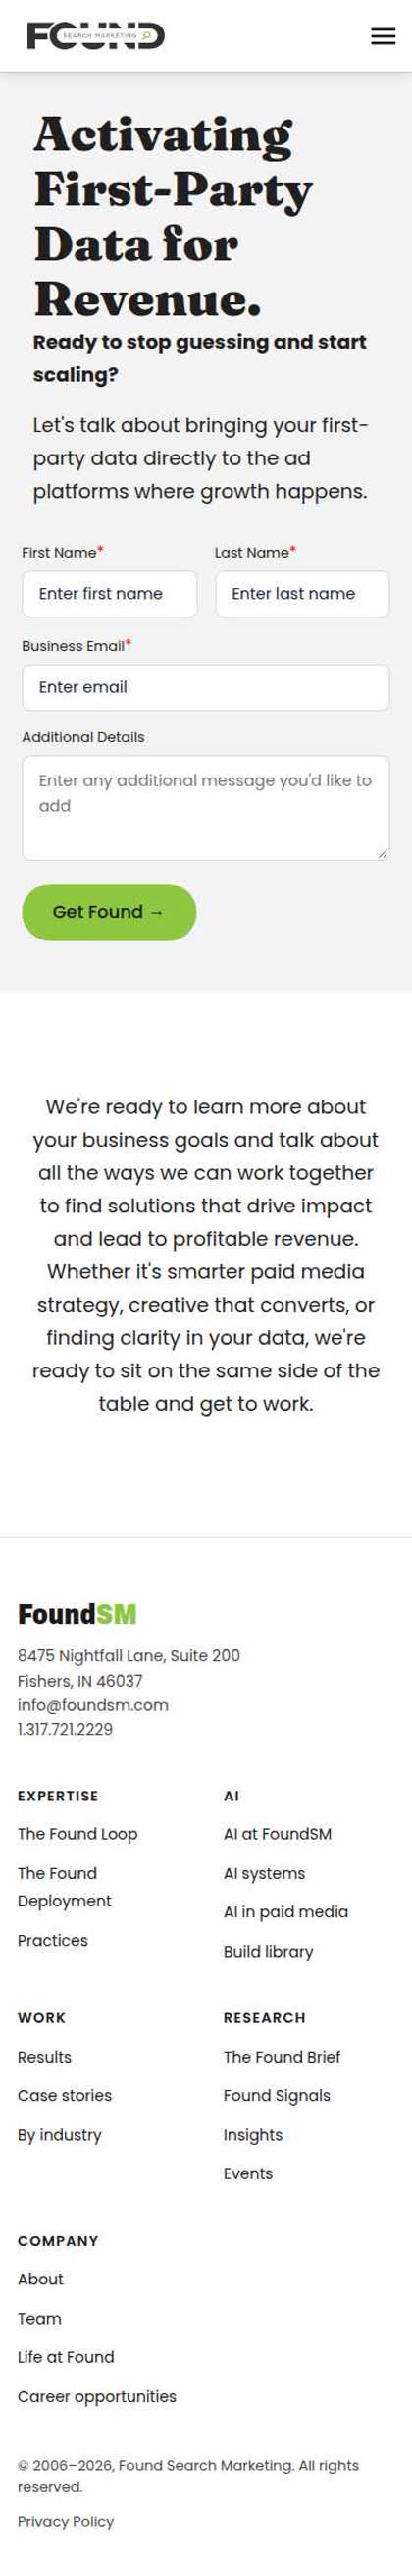 FOUND
SEARCH MARKETING
Activating
First-Party
Data for
Revenue.
Ready to stop guessing and start
scaling?
Let's talk about bringing your first-
party data directly to the ad
platforms where growth happens.
First Name* Last Name*
Enter first name Enter last name
Business Email*
Enter email
Additional Details
Enter any additional message you'd like to
add
Get Found →
We're ready to learn more about
your business goals and talk about
all the ways we can work together
to find solutions that drive impact
and lead to profitable revenue.
Whether it's smarter paid media
strategy, creative that converts, or
finding clarity in your data, we're
ready to sit on the same side of the
table and get to work.
FoundSM
8475 Nightfall Lane, Suite 200
Fishers, IN 46037
info@foundsm.com
1.317.721.2229
EXPERTISE
The Found Loop
The Found
Deployment
Practices
AI
AI at FoundSM
AI systems
AI in paid media
Build library
WORK
Results
Case stories
By industry
RESEARCH
The Found Brief
Found Signals
Insights
Events
COMPANY
About
Team
Life at Found
Career opportunities
© 2006–2026, Found Search Marketing. All rights
reserved.
Privacy Policy